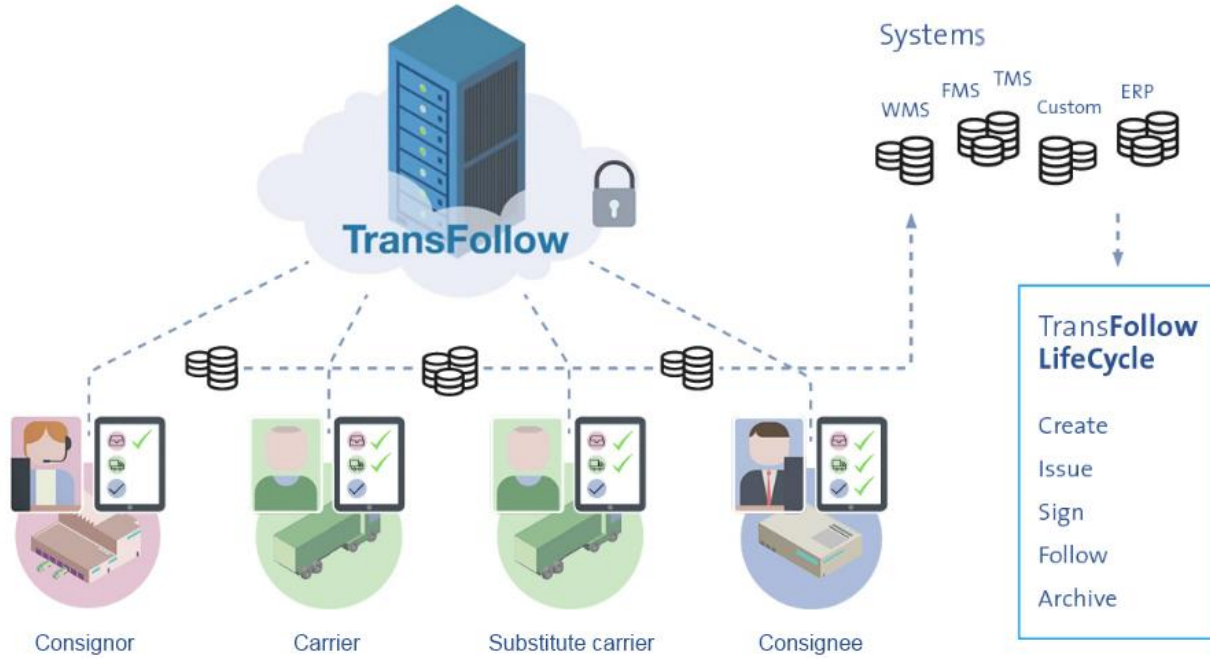 Systems
WMS
FMS
TMS
Custom
ERP
TransFollow
TransFollow
LifeCycle
Create
Issue
Sign
Follow
Archive
Consignor
Carrier
Substitute carrier
Consignee